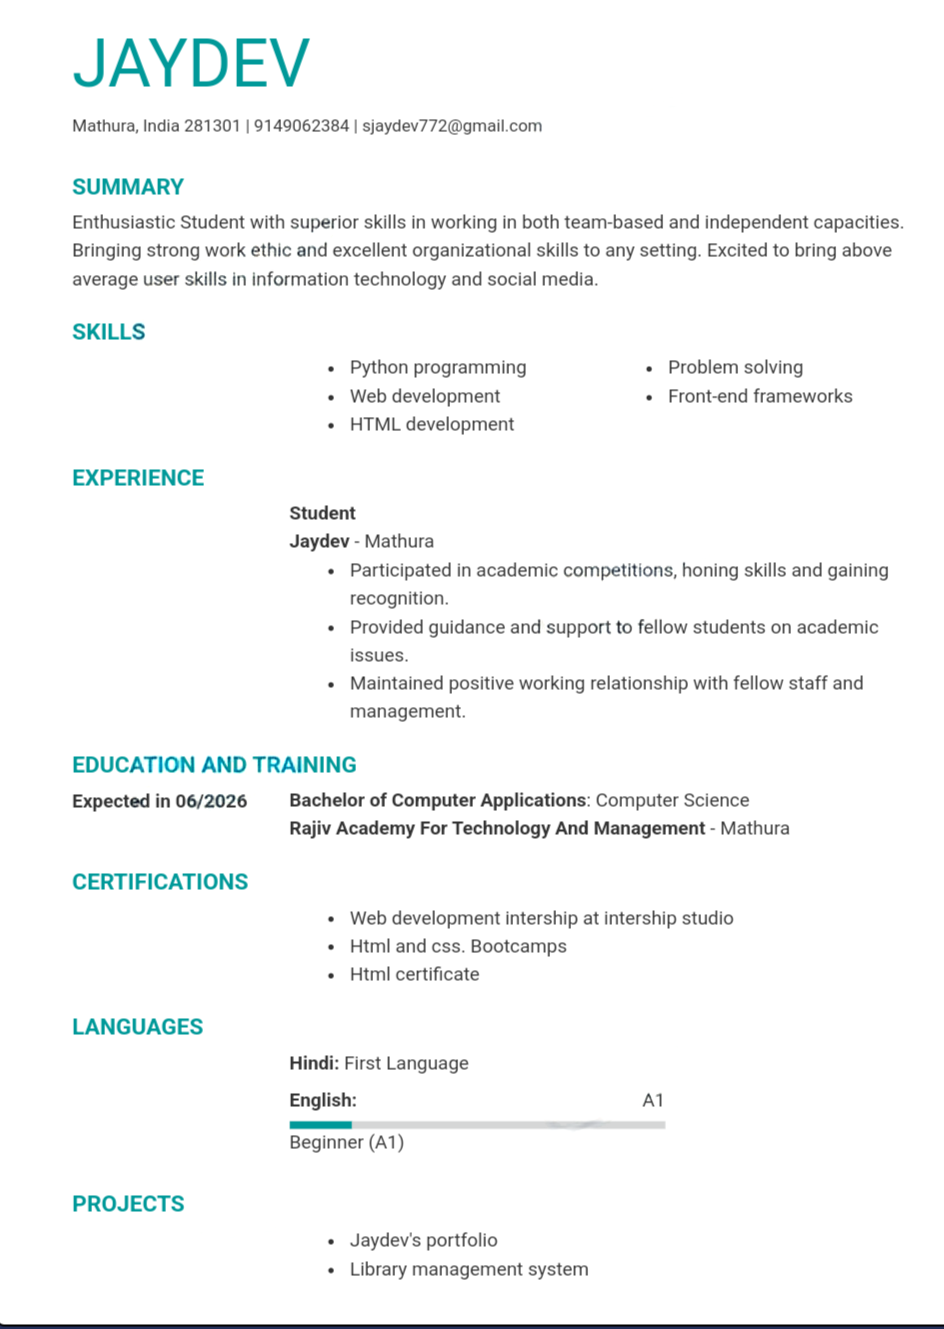 JAYDEV
Mathura, India 281301 | 9149062384 | sjaydev772@gmail.com
SUMMARY
Enthusiastic Student with superior skills in working in both team-based and independent capacities.
Bringing strong work ethic and excellent organizational skills to any setting. Excited to bring above
average user skills in information technology and social media.
SKILLS
• Python programming
• Web development
• HTML development
• Problem solving
• Front-end frameworks
EXPERIENCE
Student
Jaydev - Mathura
• Participated in academic competitions, honing skills and gaining
recognition.
• Provided guidance and support to fellow students on academic
issues.
• Maintained positive working relationship with fellow staff and
management.
EDUCATION AND TRAINING
Expected in 06/2026
Bachelor of Computer Applications: Computer Science
Rajiv Academy For Technology And Management - Mathura
CERTIFICATIONS
• Web development intership at intership studio
• Html and css. Bootcamps
• Html certificate
LANGUAGES
Hindi: First Language
English: A1
Beginner (A1)
PROJECTS
• Jaydev's portfolio
• Library management system